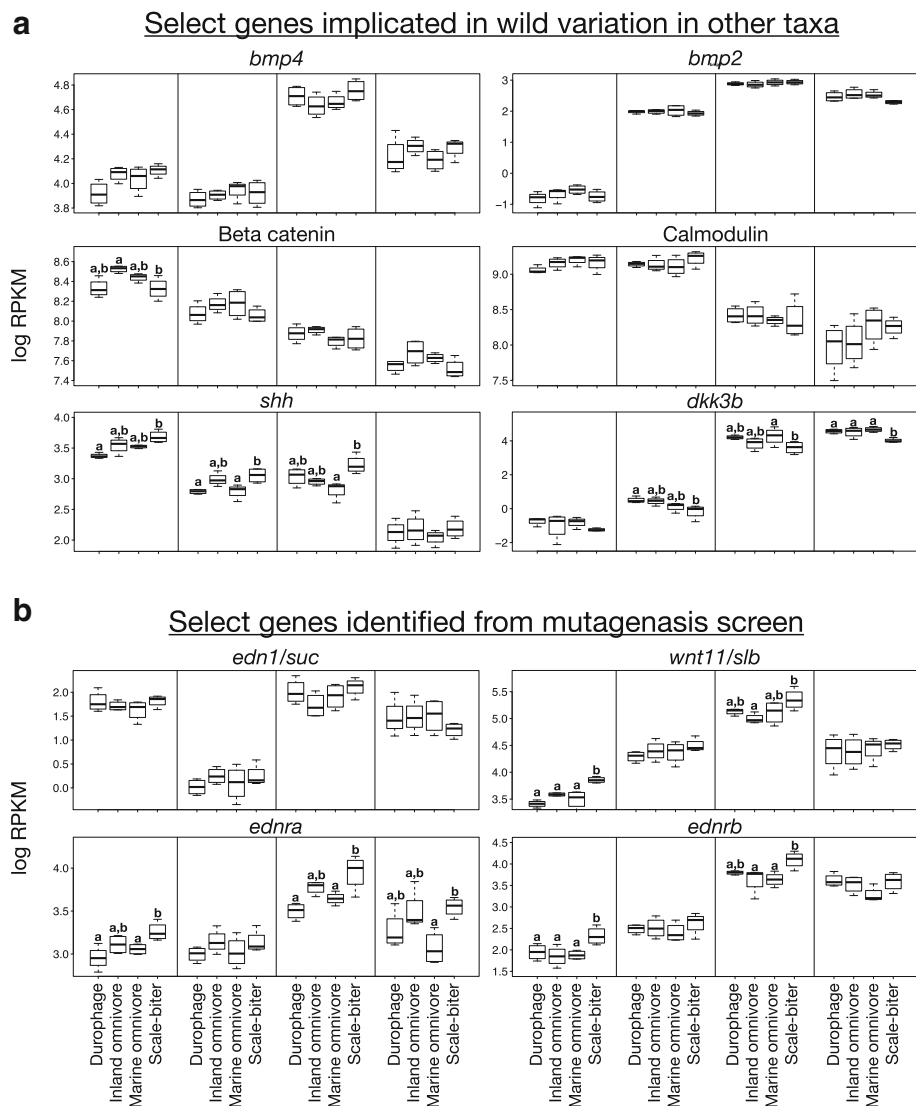 a
Select genes implicated in wild variation in other taxa
bmp4
bmp2
4.8
4.4
4.2
4.0
3.8
3
2
1
0
−1
Beta catenin
Calmodulin
8.6
8.4
8.2
8.0
7.8
7.6
7.4
a,b a a,b b
9.0
8.5
8.0
7.5
log RPKM
shh
dkk3b
4.0
3.5
3.0
2.5
2.0
a a,b a,b b
a a,b a b
a,b a,b a b
4
2
0
−2
a a,b a,b b
a,b a,b a b
a a a b
b
Select genes identified from mutagenasis screen
edn1/suc
wnt11/slb
2.0
1.5
0.5
0.0
5.5
5.0
4.5
4.0
3.5
a a a b
a,b a a,b b
log RPKM
ednra
ednrb
4.0
3.5
3.0
a a,b a b
a a,b a b
a,b a,b a b
4.5
4.0
3.5
3.0
2.5
2.0
1.5
a a a b
a,b a a b
Durophage
Inland omnivore
Marine omnivore
Scale-biter
Durophage
Inland omnivore
Marine omnivore
Scale-biter
Durophage
Inland omnivore
Marine omnivore
Scale-biter
Durophage
Inland omnivore
Marine omnivore
Scale-biter
Durophage
Inland omnivore
Marine omnivore
Scale-biter
Durophage
Inland omnivore
Marine omnivore
Scale-biter
Durophage
Inland omnivore
Marine omnivore
Scale-biter
Durophage
Inland omnivore
Marine omnivore
Scale-biter